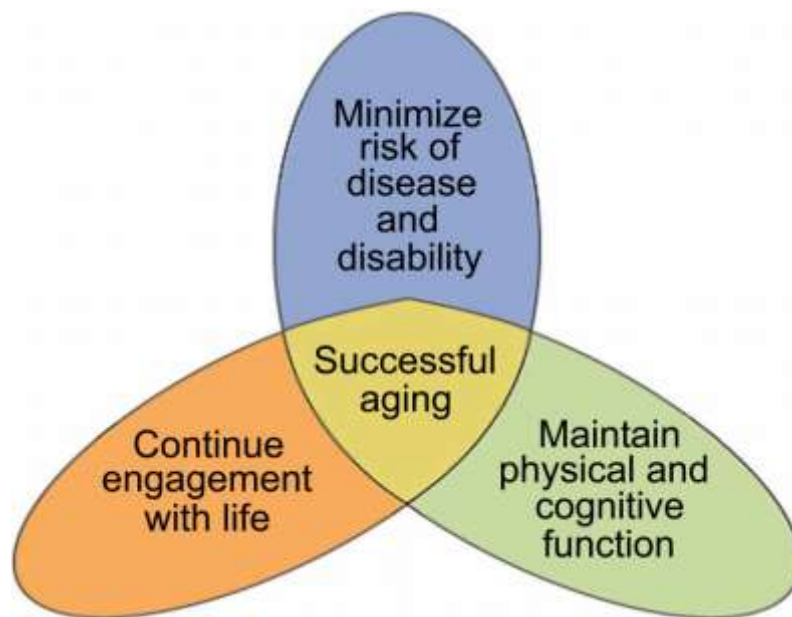 Minimize
risk of
disease
and
disability
Successful
aging
Continue
engagement
with life
Maintain
physical and
cognitive
function